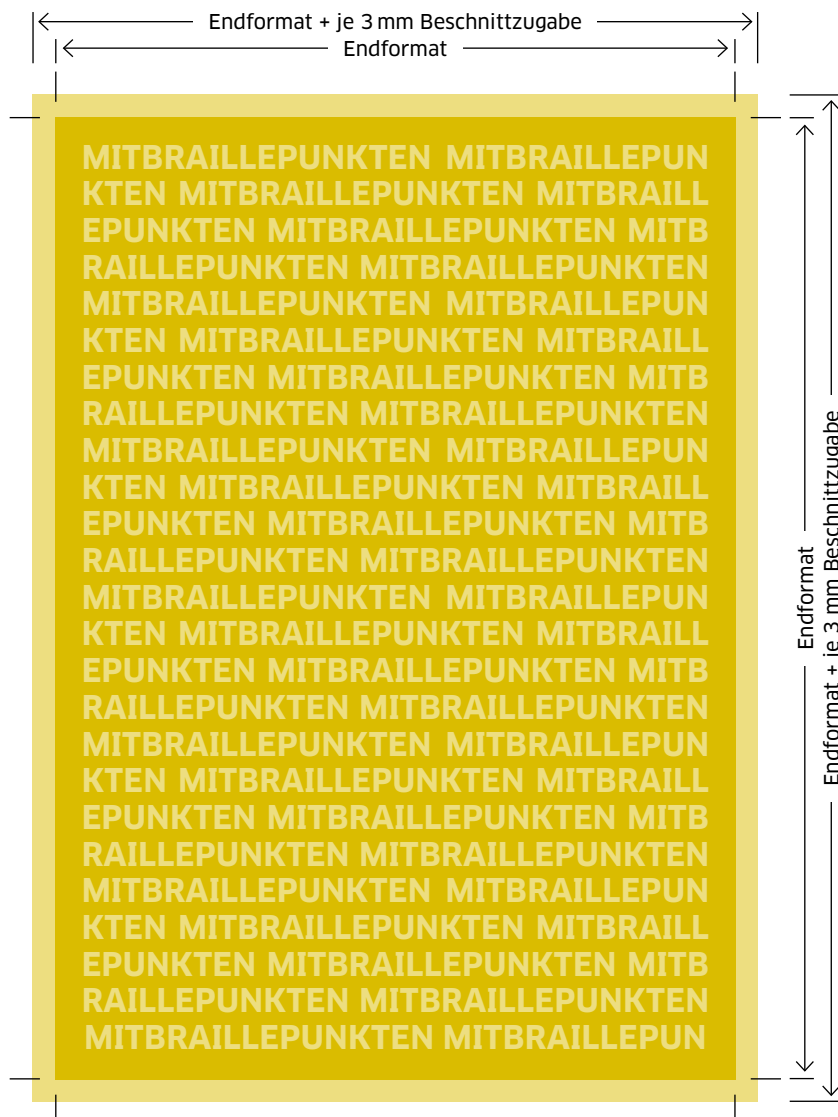 Endformat + je 3 mm Beschnittzugabe
Endformat
MITBRAILLEPUNKTEN MITBRAILLEPUN
KTEN MITBRAILLEPUNKTEN MITBRAILL
EPUNKTEN MITBRAILLEPUNKTEN MITB
RAILLEPUNKTEN MITBRAILLEPUNKTEN
MITBRAILLEPUNKTEN MITBRAILLEPUN
KTEN MITBRAILLEPUNKTEN MITBRAILL
EPUNKTEN MITBRAILLEPUNKTEN MITB
RAILLEPUNKTEN MITBRAILLEPUNKTEN
MITBRAILLEPUNKTEN MITBRAILLEPUN
KTEN MITBRAILLEPUNKTEN MITBRAILL
EPUNKTEN MITBRAILLEPUNKTEN MITB
RAILLEPUNKTEN MITBRAILLEPUNKTEN
MITBRAILLEPUNKTEN MITBRAILLEPUN
KTEN MITBRAILLEPUNKTEN MITBRAILL
EPUNKTEN MITBRAILLEPUNKTEN MITB
RAILLEPUNKTEN MITBRAILLEPUNKTEN
MITBRAILLEPUNKTEN MITBRAILLEPUN
KTEN MITBRAILLEPUNKTEN MITBRAILL
EPUNKTEN MITBRAILLEPUNKTEN MITB
RAILLEPUNKTEN MITBRAILLEPUNKTEN
MITBRAILLEPUNKTEN MITBRAILLEPUN
KTEN MITBRAILLEPUNKTEN MITBRAILL
EPUNKTEN MITBRAILLEPUNKTEN MITB
RAILLEPUNKTEN MITBRAILLEPUNKTEN
MITBRAILLEPUNKTEN MITBRAILLEPUN
Endformat
Endformat + je 3 mm Beschnittzugabe